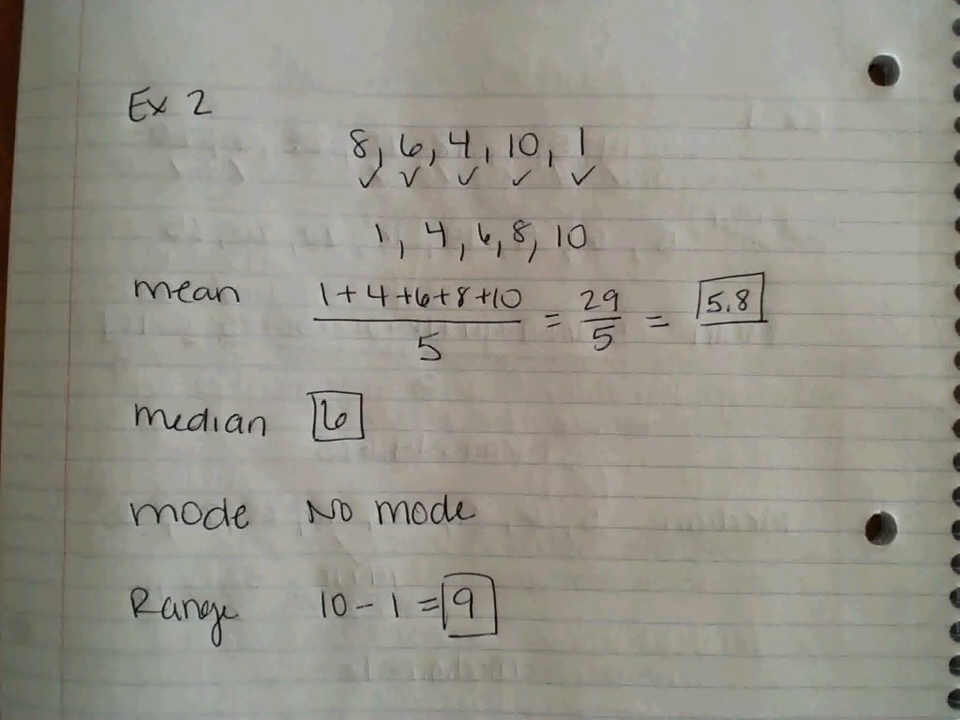 Ex 2
8, 6, 4, 10, 1
✓ ✓ ✓ ✓ ✓
1, 4, 6, 8, 10
mean (1+4+6+8+10)/5 = 29/5 = 5.8
median 6
mode No mode
Range 10 - 1 = 9